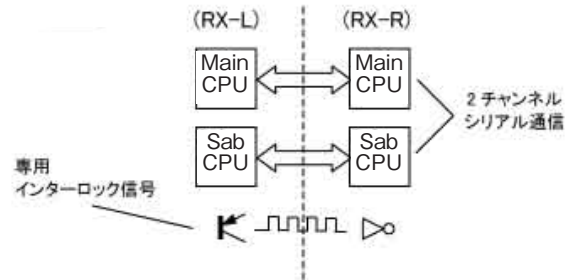 (RX-L) (RX-R)
Main
CPU
Main
CPU
2 チャンネル
シリアル通信
Sab
CPU
Sab
CPU
専用
インターロック信号